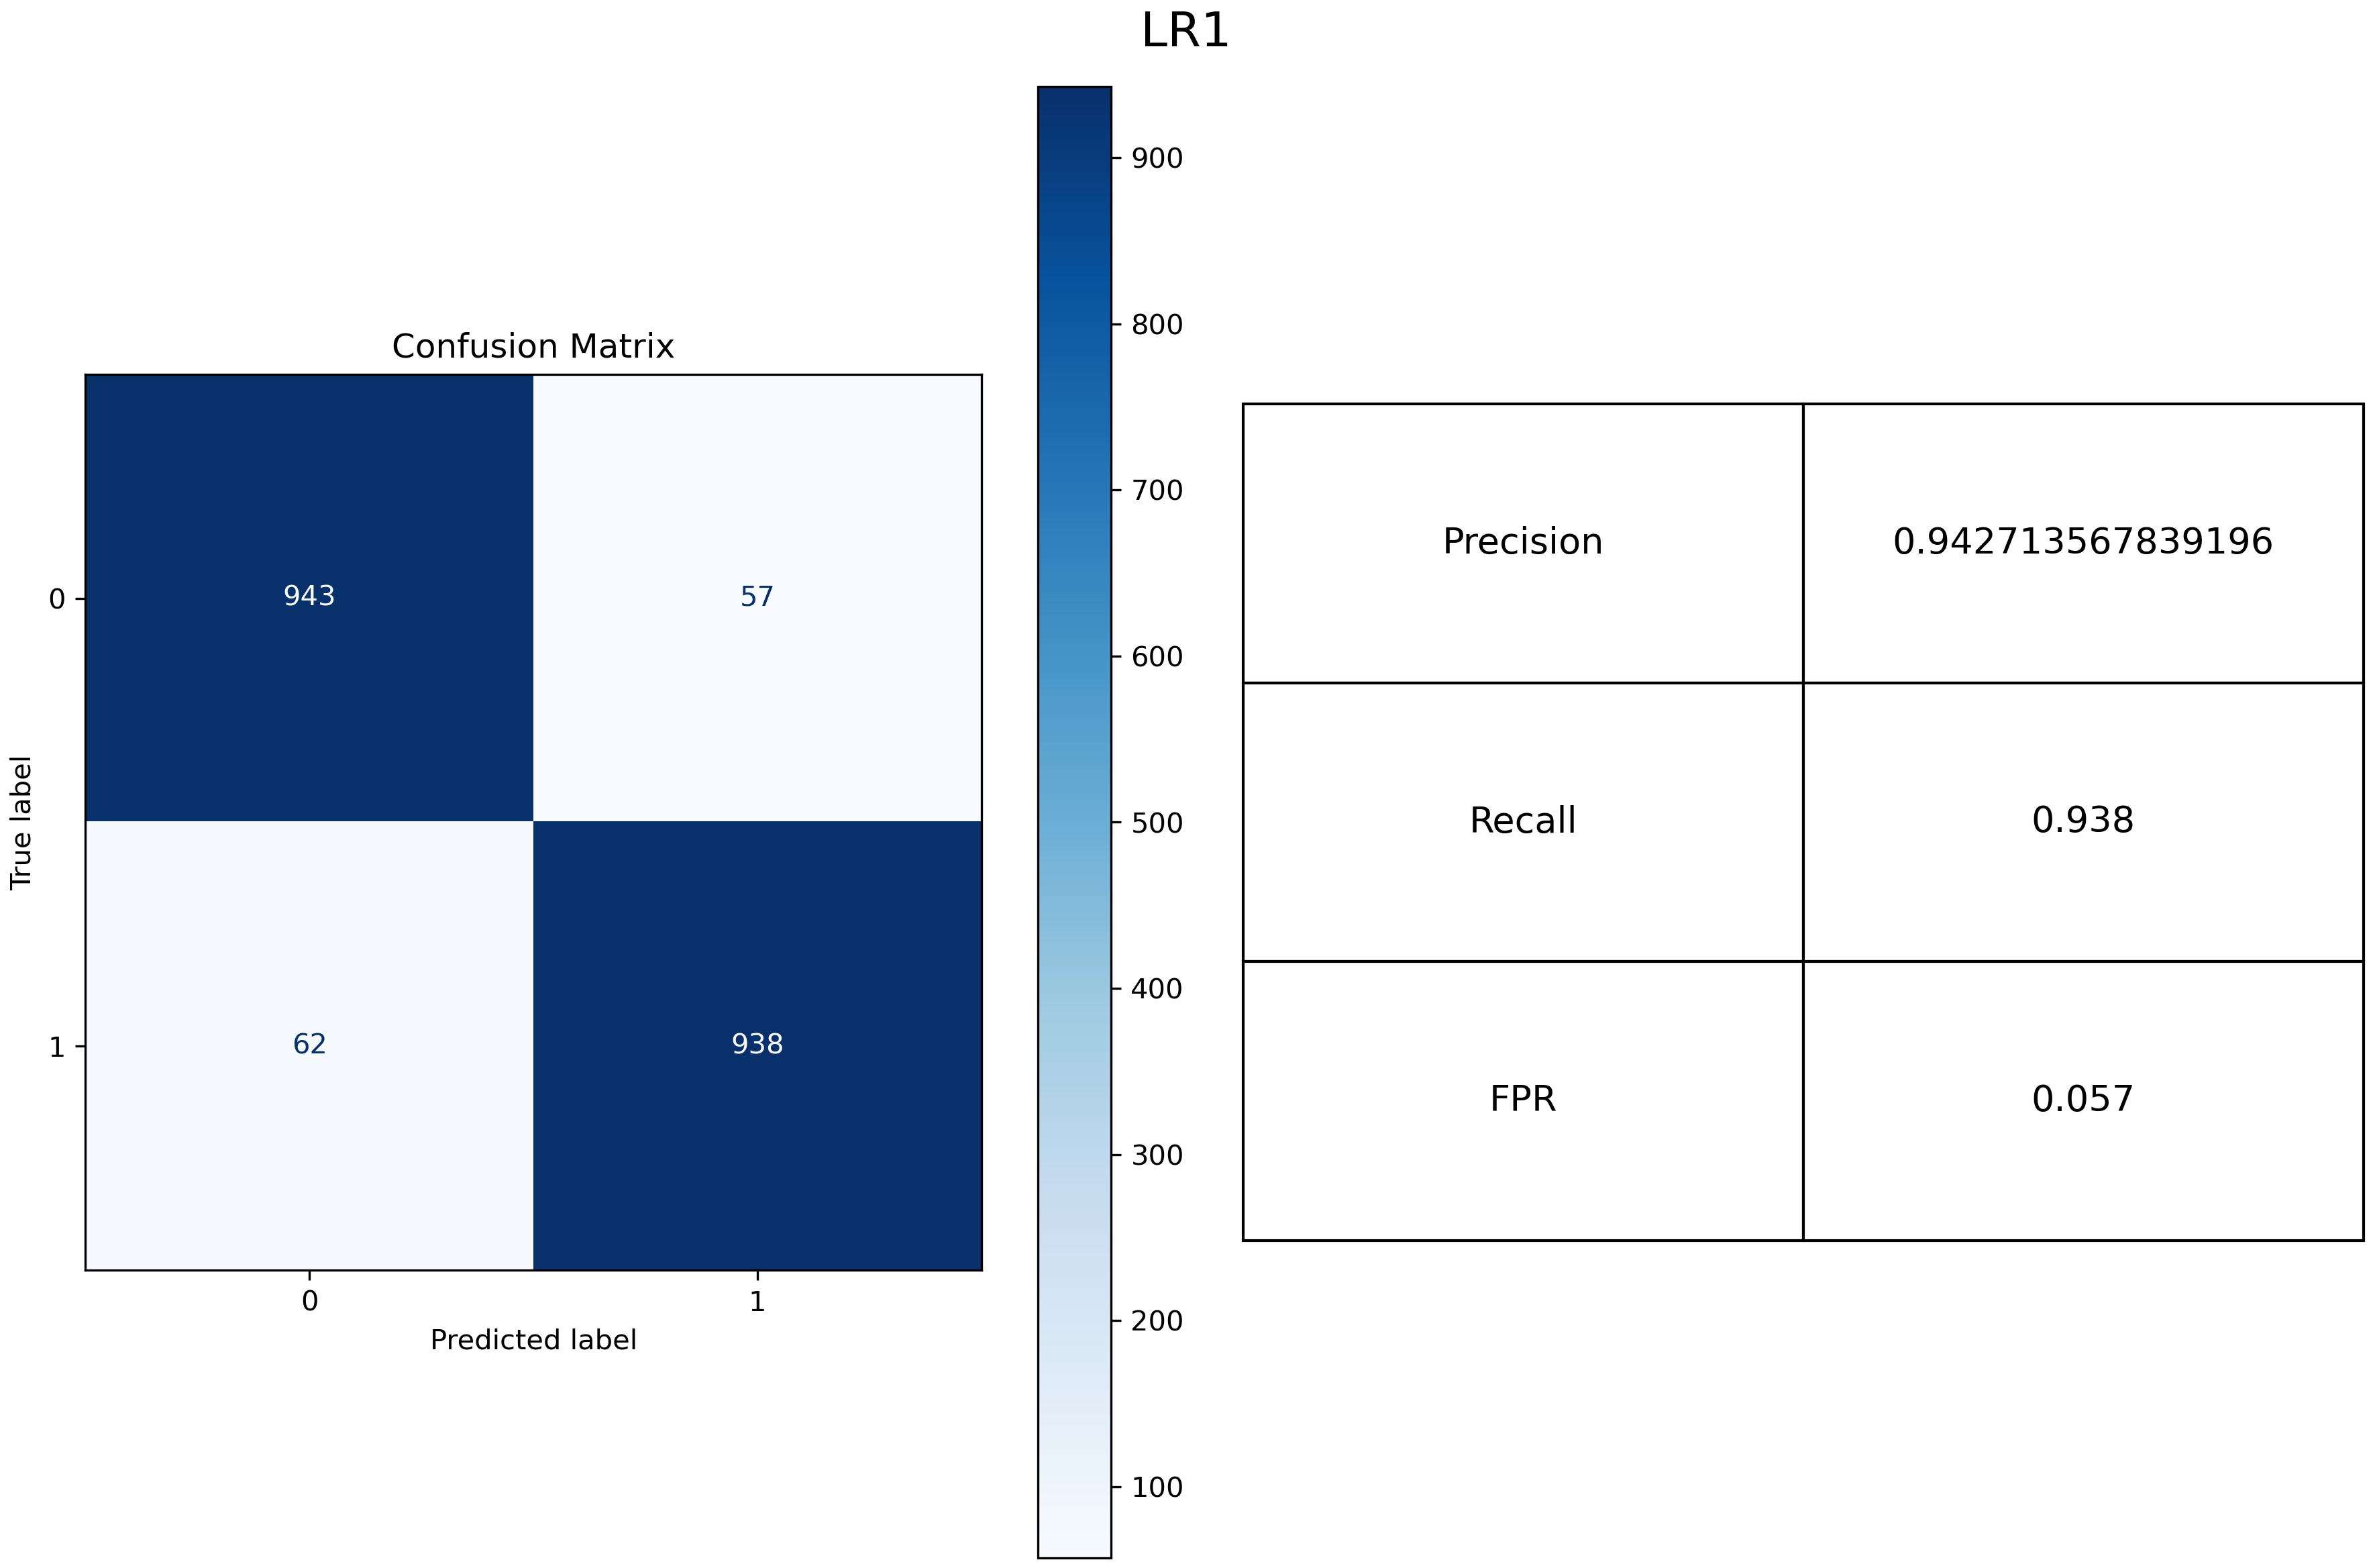 LR1
Confusion Matrix
True label
0
943
57
1
62
938
0
1
Predicted label
900
800
700
600
500
400
300
200
100
Precision
0.942713567839196
Recall
0.938
FPR
0.057